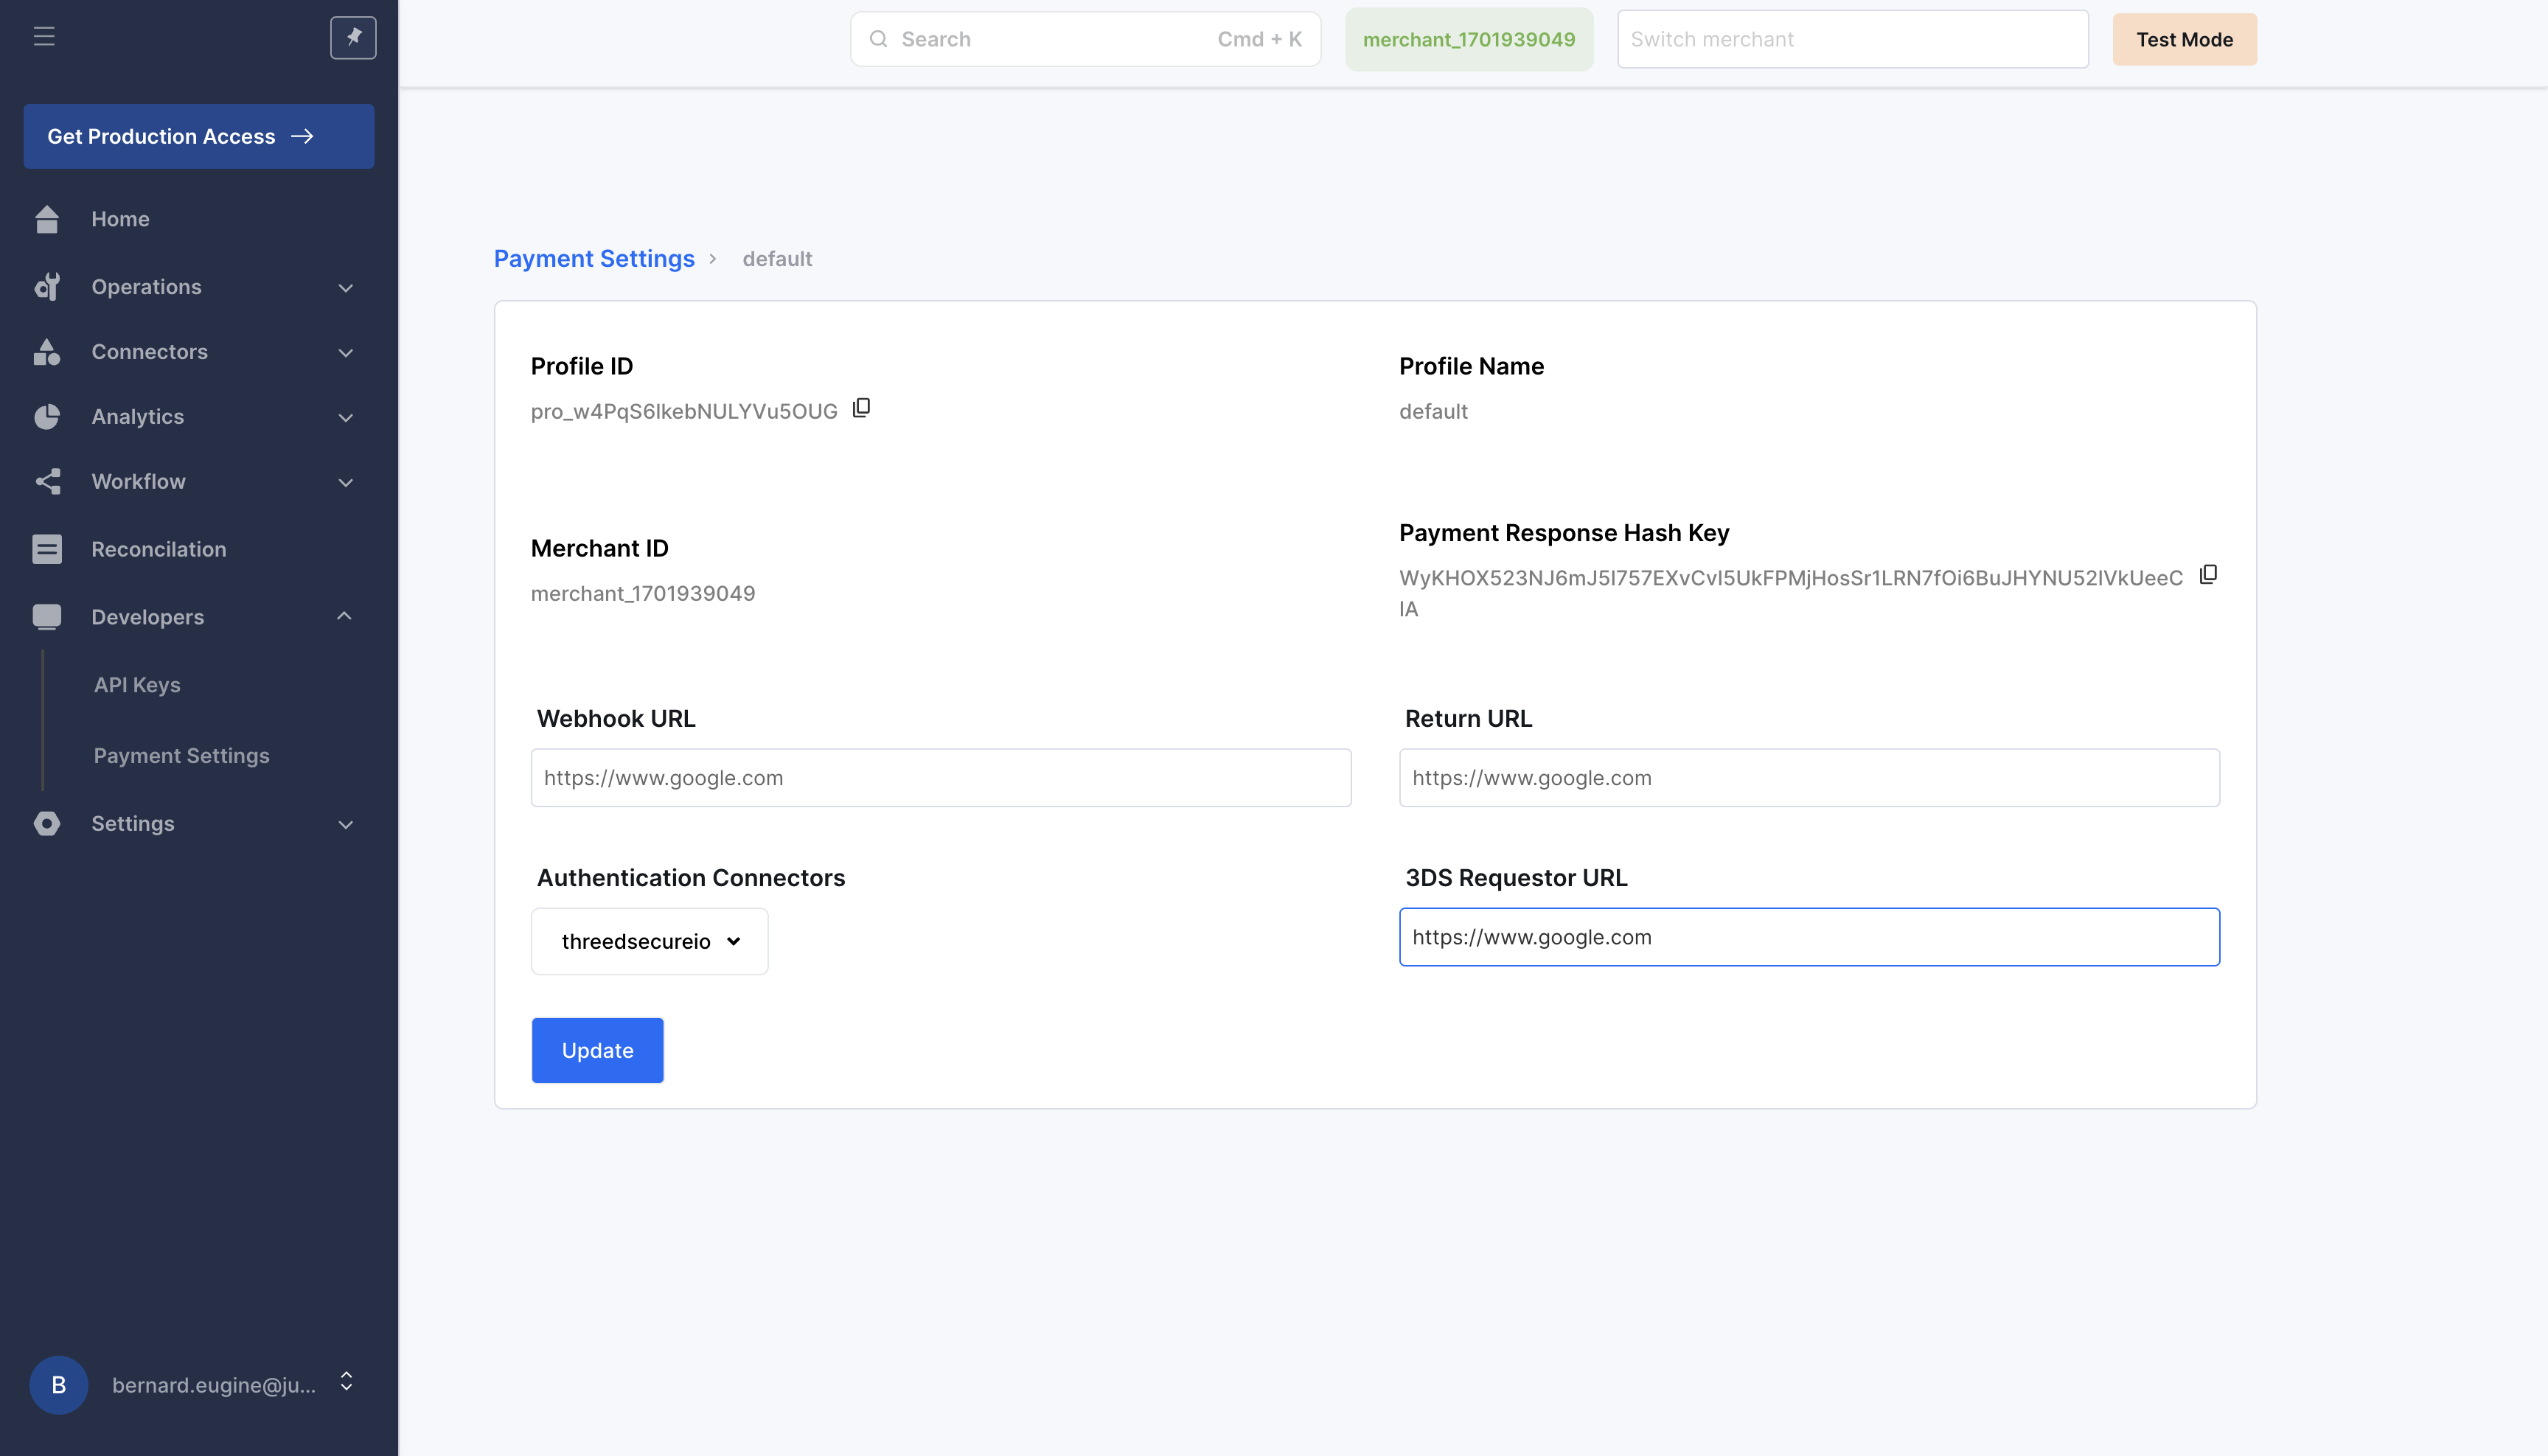 Search
Cmd + K
merchant_1701939049
Switch merchant
Test Mode
Get Production Access
Home
Operations
Connectors
Analytics
Workflow
Reconcilation
Developers
API Keys
Payment Settings
Settings
bernard.eugine@ju...
B
Payment Settings
default
Profile ID
pro_w4PqS6lkebNULYVu5OUG
Profile Name
default
Merchant ID
merchant_1701939049
Payment Response Hash Key
WyKHOX523NJ6mJ5I757EXvCvI5UkFPMjHosSr1LRN7fOi6BuJHYNU52IVkUeeC
IA
Webhook URL
https://www.google.com
Return URL
https://www.google.com
Authentication Connectors
threedsecureio
3DS Requestor URL
https://www.google.com
Update